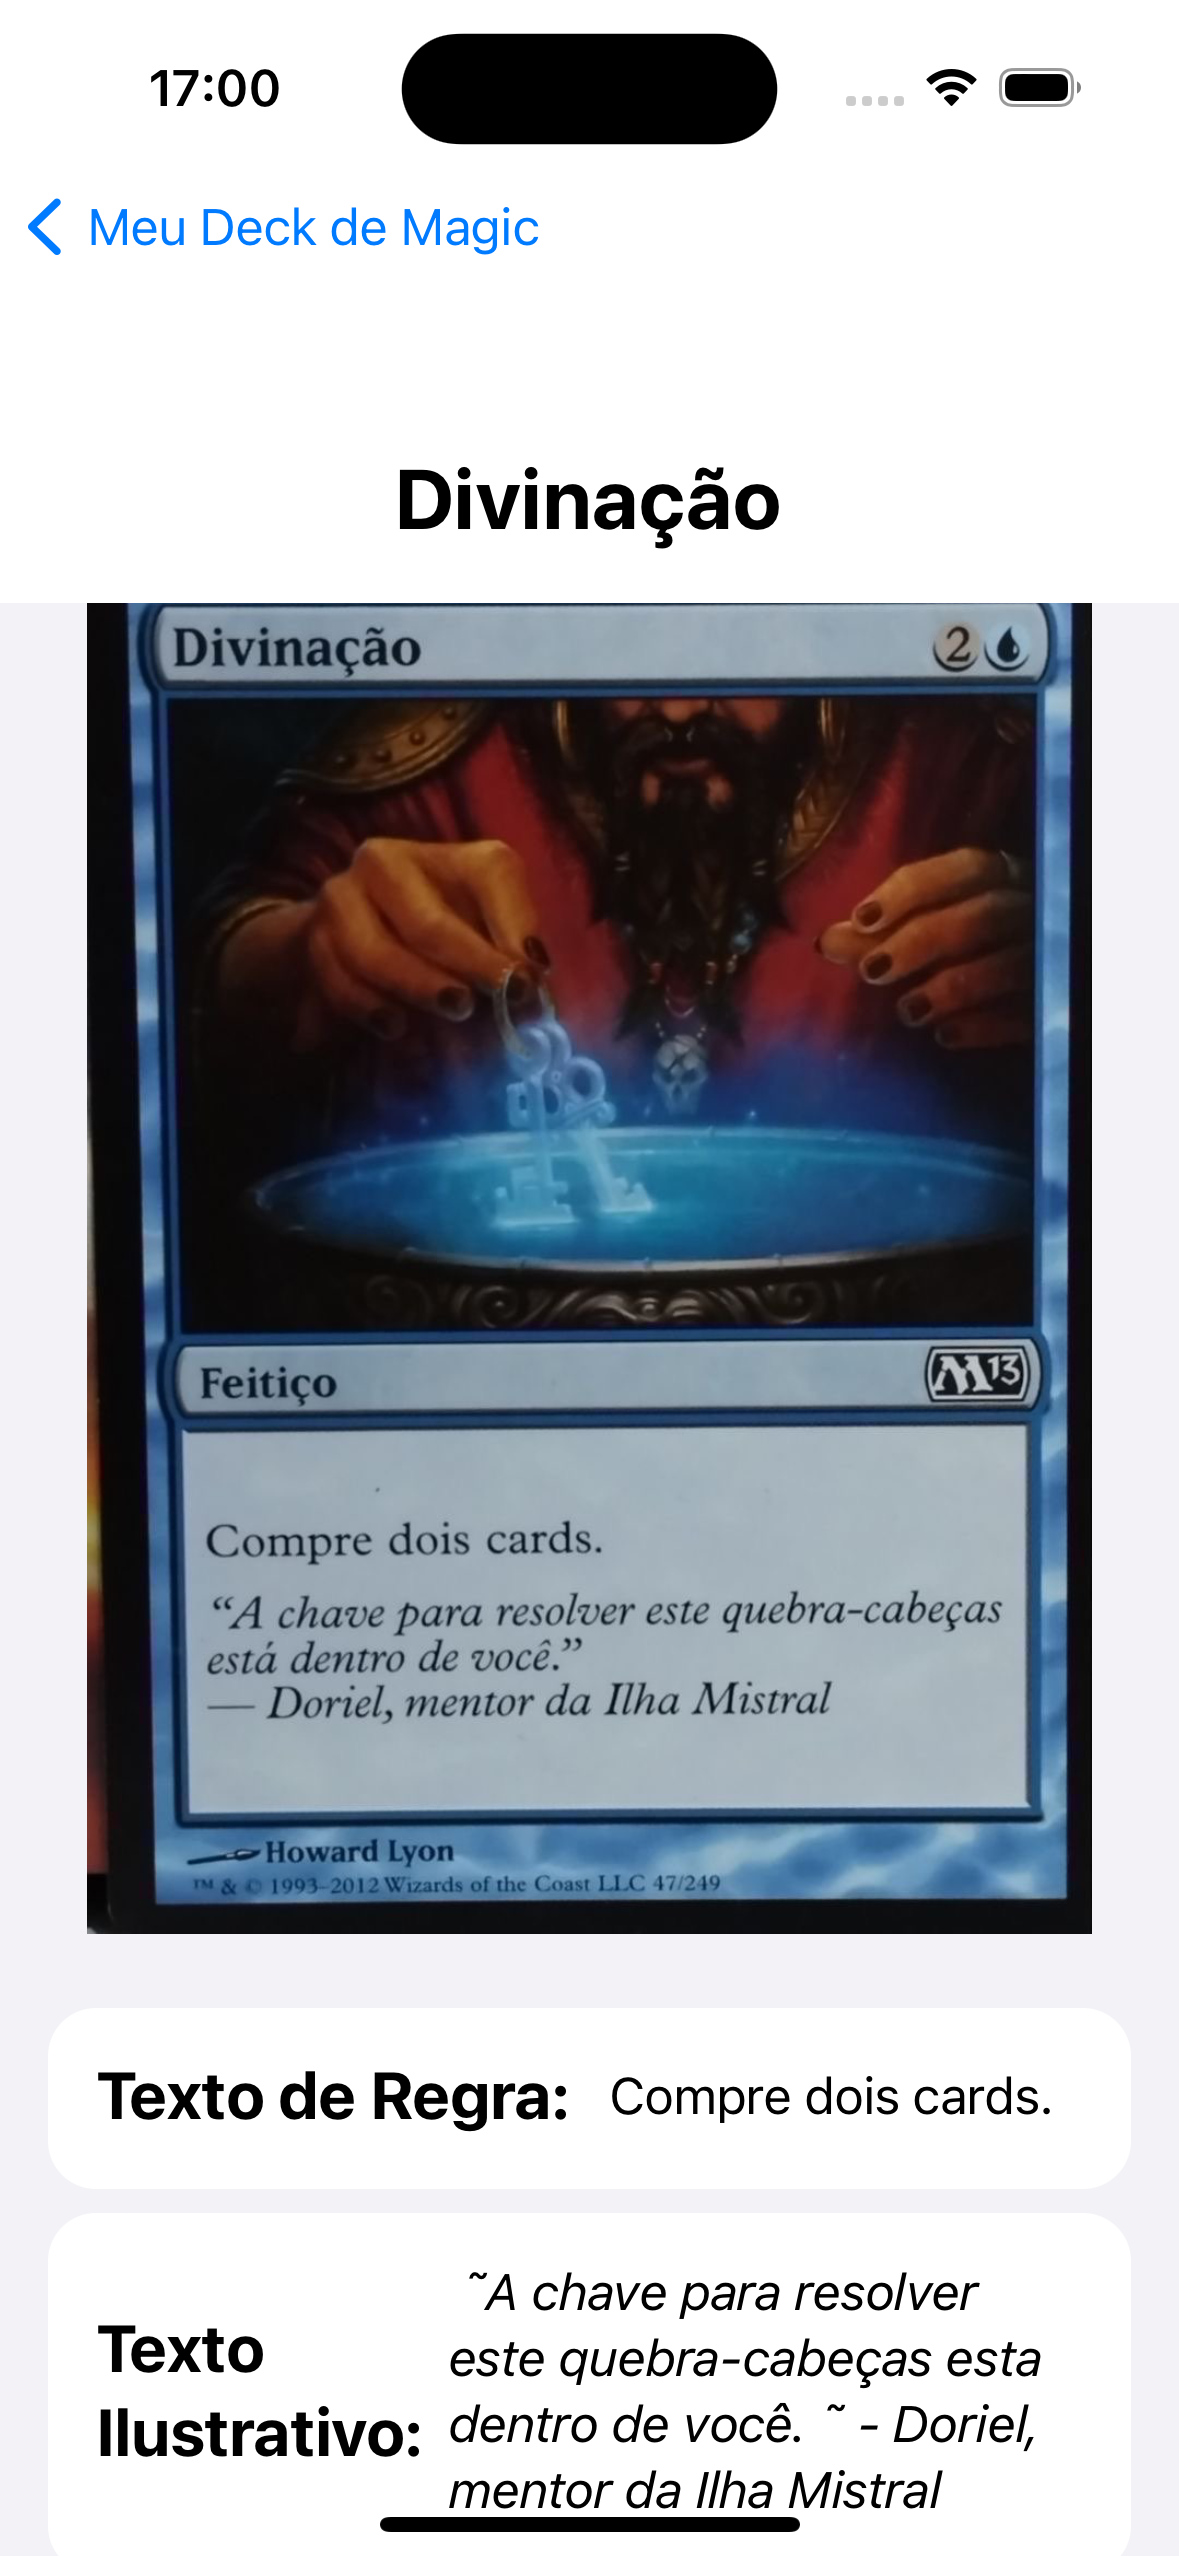 17:00
Meu Deck de Magic
Divinação
Divinação 2
Feitiço M13
Compre dois cards.
“A chave para resolver este quebra-cabeças
está dentro de você.”
— Doriel, mentor da Ilha Mistral
Howard Lyon
™ & © 1993–2012 Wizards of the Coast LLC 47/249
Texto de Regra: Compre dois cards.
Texto
Ilustrativo:
˜A chave para resolver
este quebra-cabeças esta
dentro de você. ˜ - Doriel,
mentor da Ilha Mistral